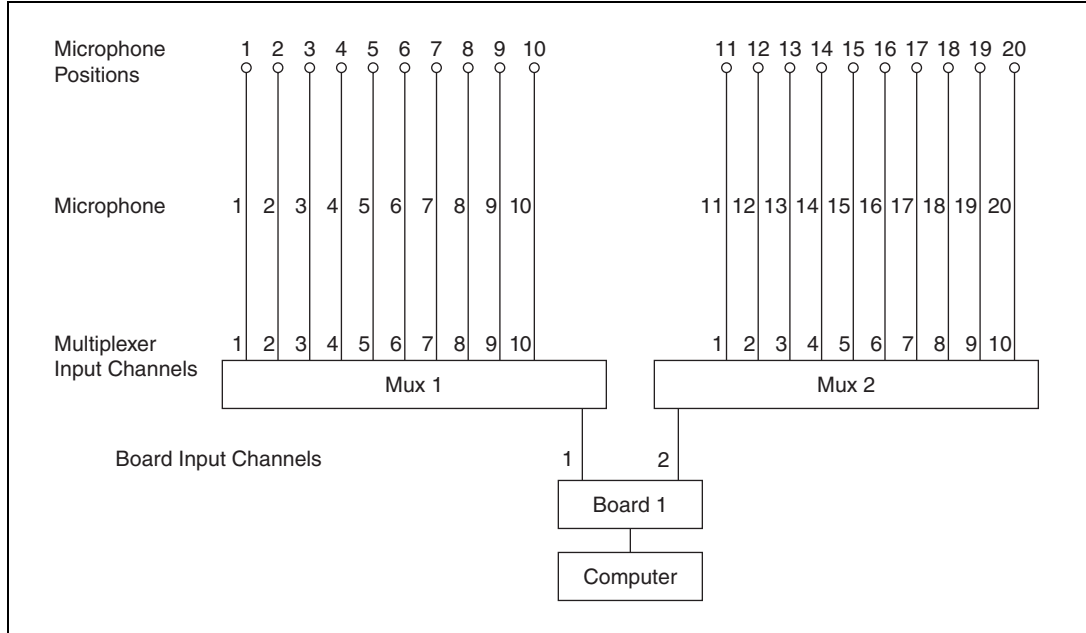 Microphone
Positions
1 2 3 4 5 6 7 8 9 10
11 12 13 14 15 16 17 18 19 20
Microphone
1 2 3 4 5 6 7 8 9 10
11 12 13 14 15 16 17 18 19 20
Multiplexer
Input Channels
1 2 3 4 5 6 7 8 9 10
1 2 3 4 5 6 7 8 9 10
Mux 1
Mux 2
Board Input Channels
1
2
Board 1
Computer